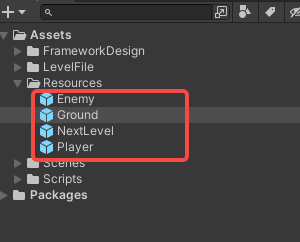 Assets
FrameworkDesign
LevelFile
Resources
Enemy
Ground
NextLevel
Player
Scenes
Scripts
Packages